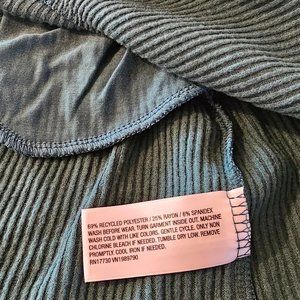 69% RECYCLED POLYESTER / 25% RAYON / 6% SPANDEX
WASH BEFORE WEAR. TURN GARMENT INSIDE OUT. MACHINE
WASH COLD WITH LIKE COLORS. GENTLE CYCLE. ONLY NON
CHLORINE BLEACH IF NEEDED. TUMBLE DRY LOW. REMOVE
PROMPTLY. COOL IRON IF NEEDED.
RN17730 VN1989790